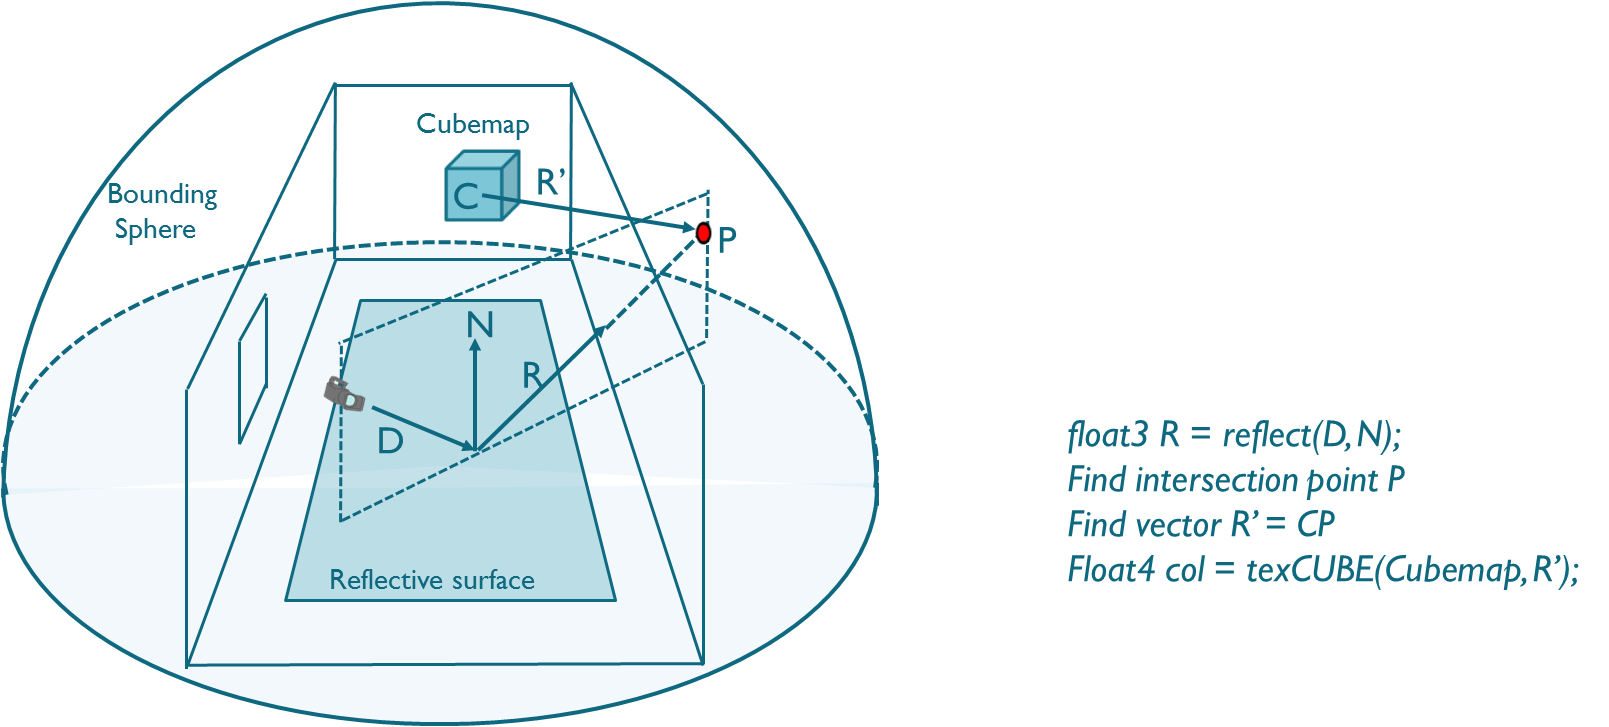 Cubemap
C
R’
Bounding
Sphere
P
N
R
D
Reflective surface
float3 R = reflect(D, N);
Find intersection point P
Find vector R’ = CP
Float4 col = texCUBE(Cubemap, R’);